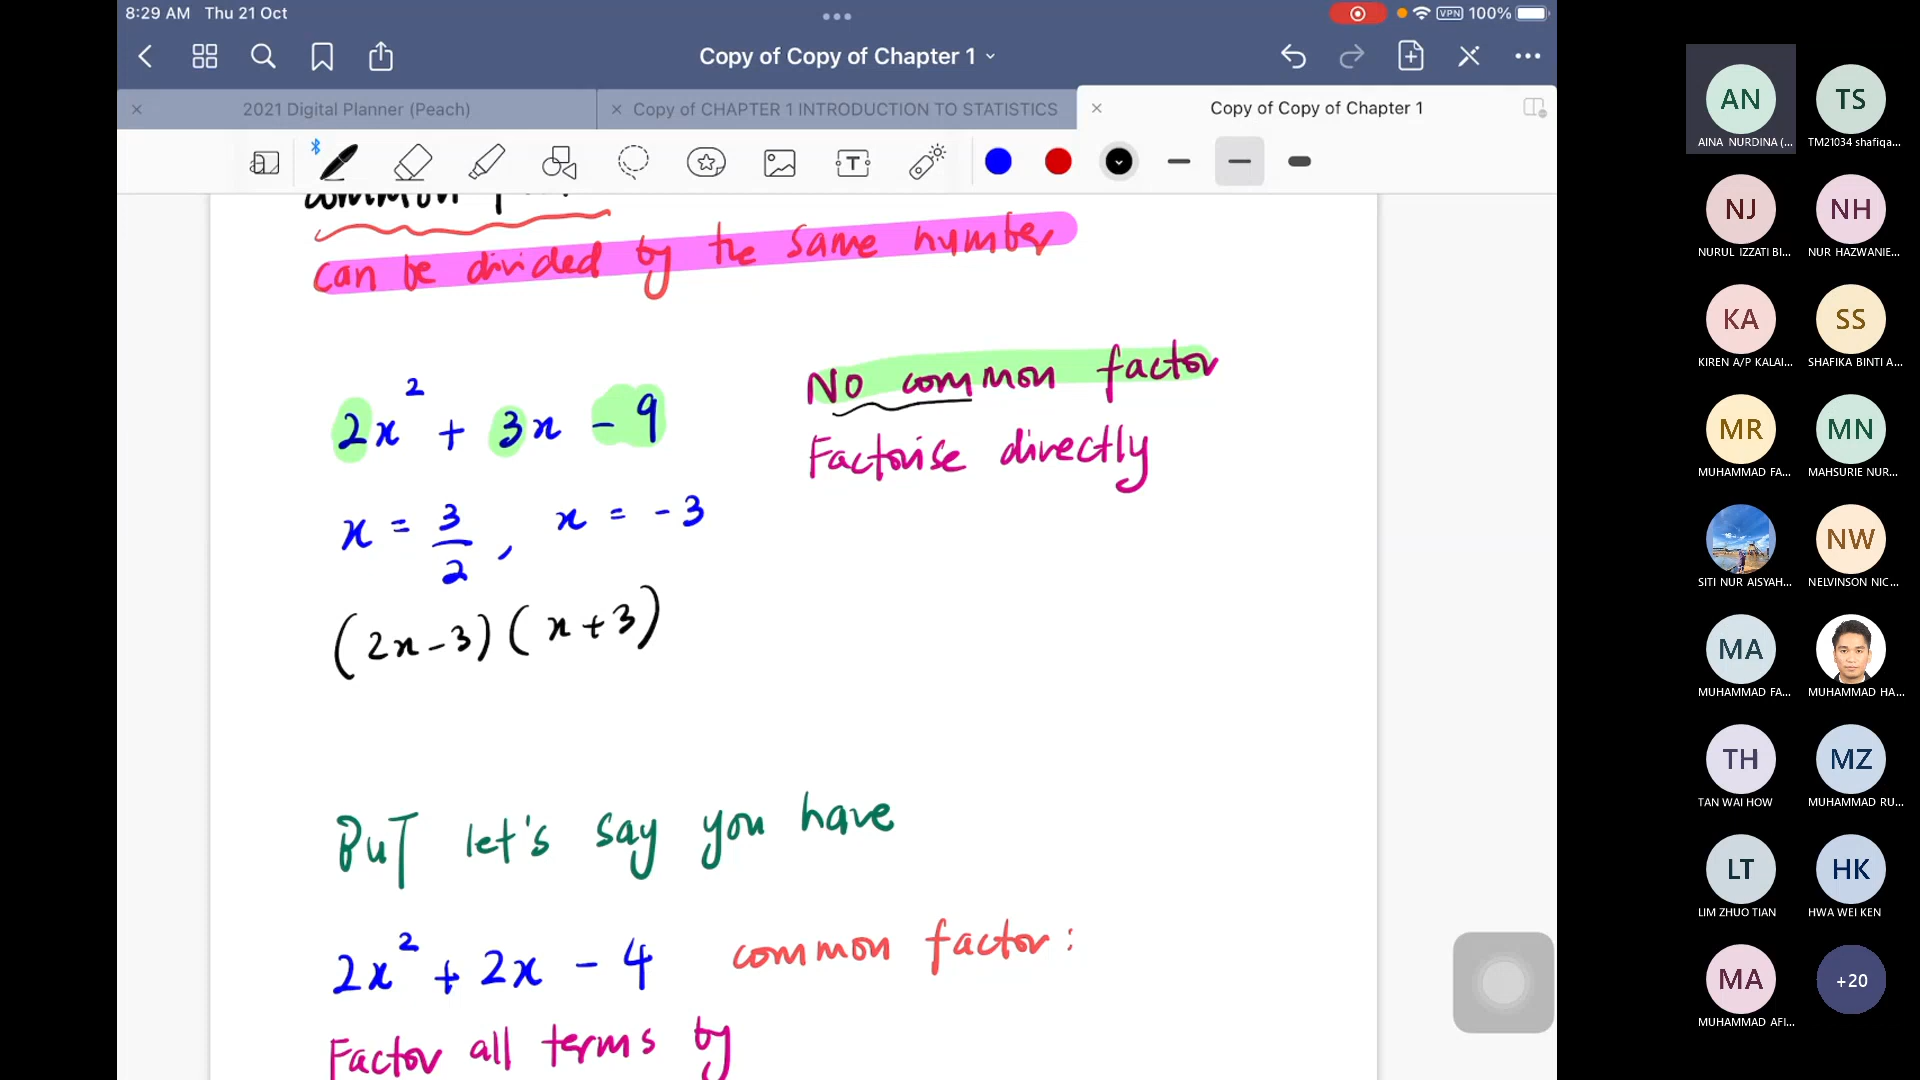 8:29 AM Thu 21 Oct
VPN 100%
Copy of Copy of Chapter 1
2021 Digital Planner (Peach)
Copy of CHAPTER 1 INTRODUCTION TO STATISTICS
Copy of Copy of Chapter 1
T
can be divided by the same number
2x² + 3x - 9
No common factor
Factorise directly
x = 3/2 , x = -3
(2x-3)(x+3)
BUT let's say you have
2x² + 2x - 4 common factor:
Factor all terms by
AN
AINA NURDINA (...
TS
TM21034 shafiqa...
NJ
NURUL IZZATI BI...
NH
NUR HAZWANIE...
KA
KIREN A/P KALAI...
SS
SHAFIKA BINTI A...
MR
MUHAMMAD FA...
MN
MAHSURIE NUR...
SITI NUR AISYAH...
NW
NELVINSON NIC...
MA
MUHAMMAD FA...
MUHAMMAD HA...
TH
TAN WAI HOW
MZ
MUHAMMAD RU...
LT
LIM ZHUO TIAN
HK
HWA WEI KEN
MA
MUHAMMAD AFI...
+20